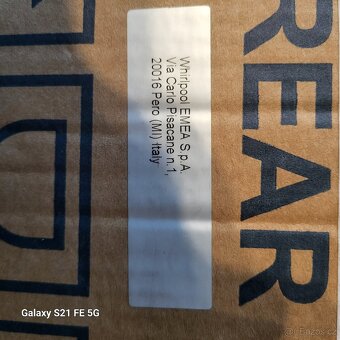 REAR
Whirlpool EMEA S.p.A.
Via Carlo Pisacane n.1,
20016 Pero (MI) Italy
Galaxy S21 FE 5G